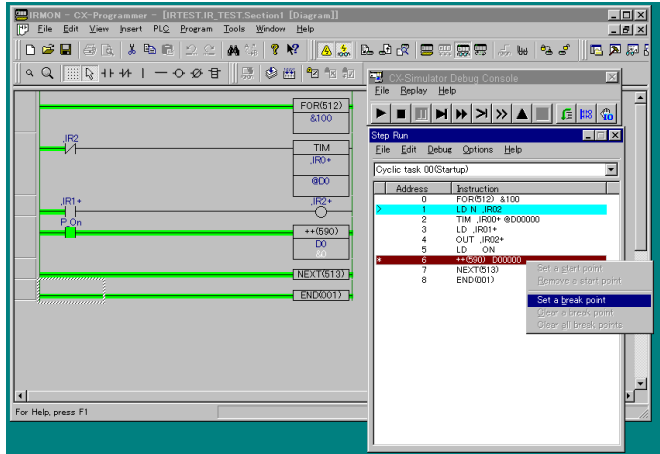 IRMON - CX-Programmer - [IRTEST.IR_TEST.Section1 [Diagram]]
File Edit View Insert PLC Program Tools Window Help
CX-Simulator Debug Console
File Replay Help
Step Run
File Edit Debug Options Help
Cyclic task 00(Startup)
Address Instruction
0 FOR(512) &100
1 LD N ,IR02
2 TIM ,IR00+ @D00000
3 LD ,IR01+
4 OUT ,IR02+
5 LD ON
* 6 ++(590) D00000
7 NEXT(513)
8 END(001)
Set a start point
Remove a start point
Set a break point
Clear a break point
Clear all break points
FOR(512)
&100
,IR2
TIM
,IR0+
@D0
,IR1+
,IR2+
P_On
++(590)
D0
&0
NEXT(513)
END(001)
For Help, press F1